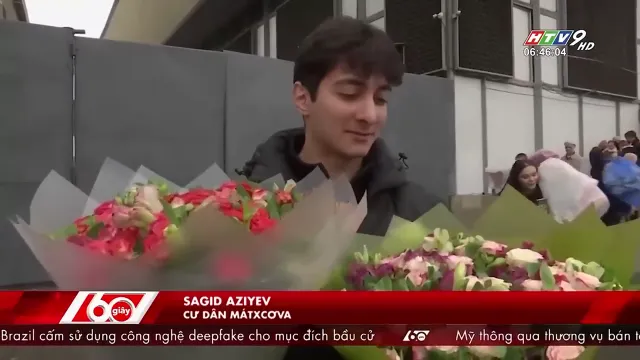 HTV9 HD
06:46:04
60 giây
SAGID AZIYEV
CƯ DÂN MÁTXCƠVA
Brazil cấm sử dụng công nghệ deepfake cho mục đích bầu cử 60 Mỹ thông qua thương vụ bán t